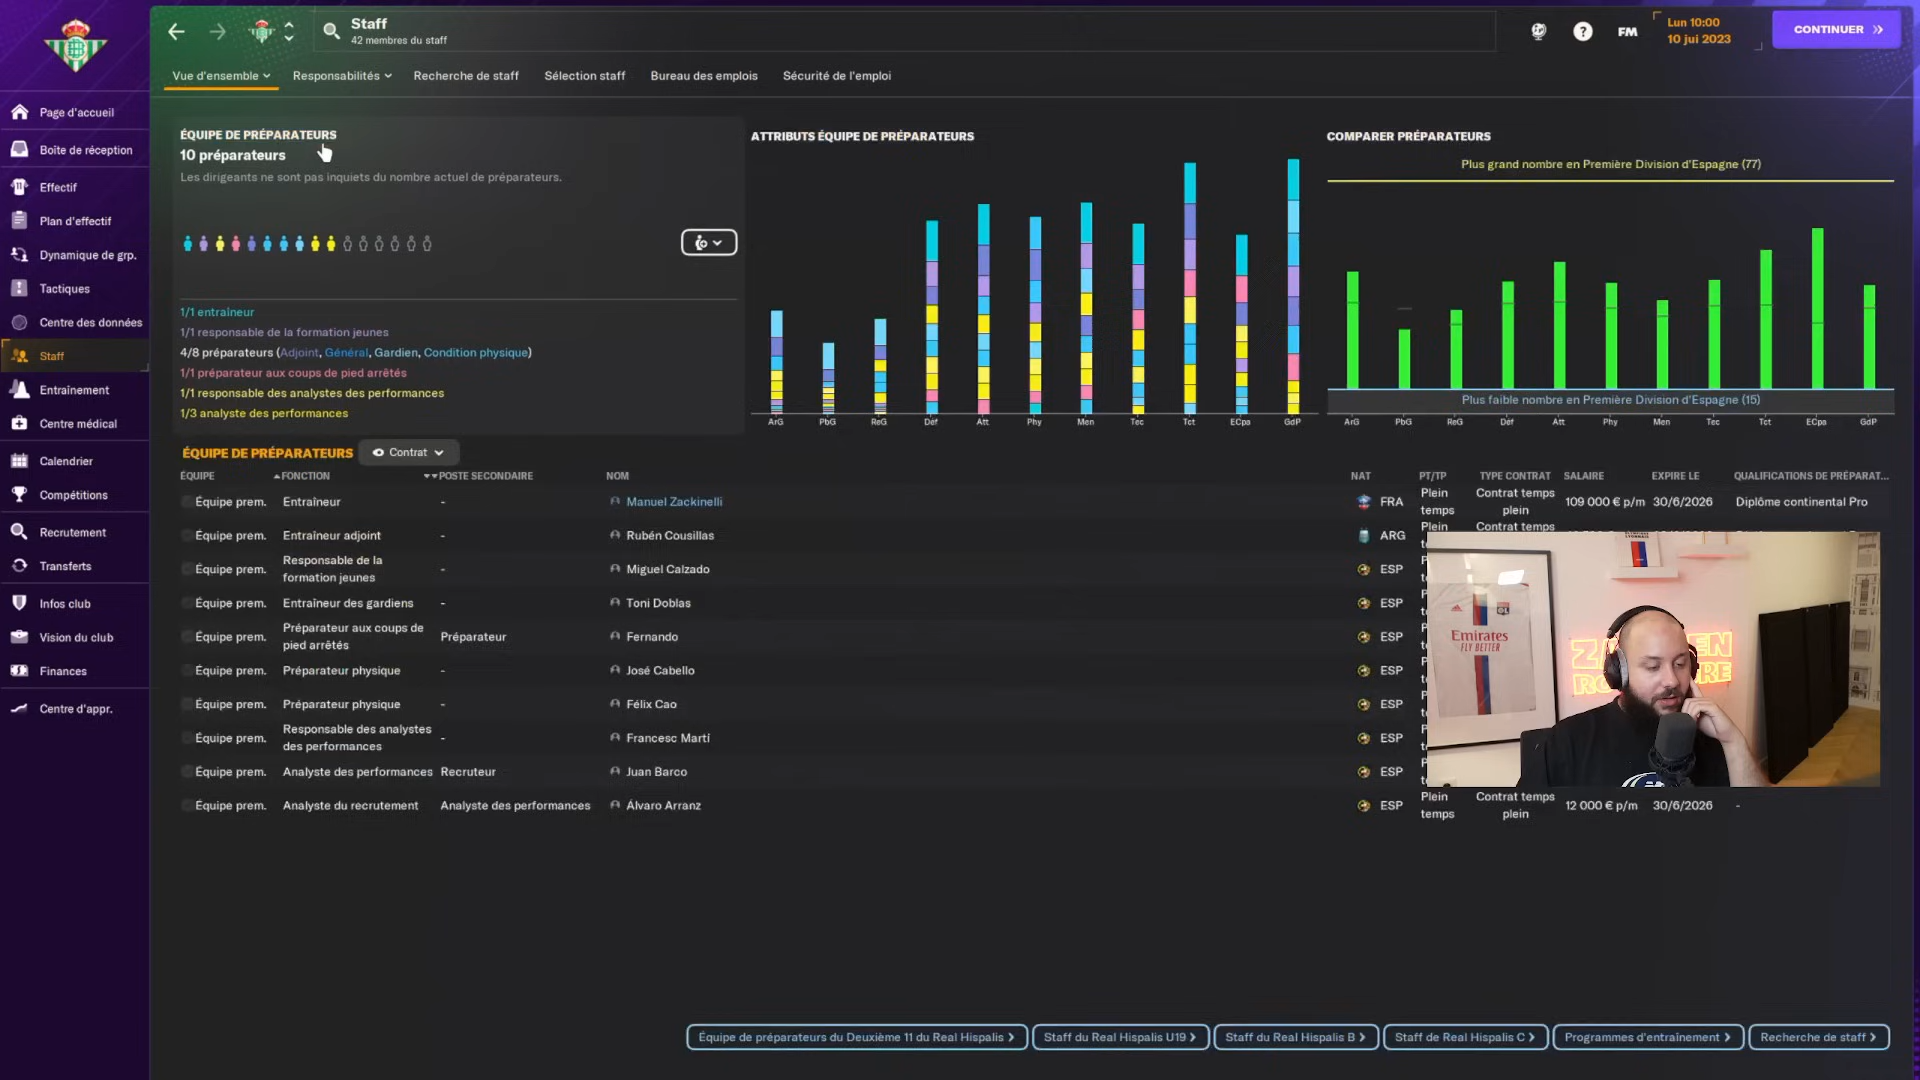 Staff
42 membres du staff
FM
Lun 10:00
10 jui 2023
CONTINUER
Vue d'ensemble
Responsabilités
Recherche de staff
Sélection staff
Bureau des emplois
Sécurité de l'emploi
Page d'accueil
Boîte de réception
Effectif
Plan d'effectif
Dynamique de grp.
Tactiques
Centre des données
Staff
Entraînement
Centre médical
Calendrier
Compétitions
Recrutement
Transferts
Infos club
Vision du club
Finances
Centre d'appr.
ÉQUIPE DE PRÉPARATEURS
10 préparateurs
Les dirigeants ne sont pas inquiets du nombre actuel de préparateurs.
1/1 entraîneur
1/1 responsable de la formation jeunes
4/8 préparateurs (Adjoint, Général, Gardien, Condition physique)
1/1 préparateur aux coups de pied arrêtés
1/1 responsable des analystes des performances
1/3 analyste des performances
ATTRIBUTS ÉQUIPE DE PRÉPARATEURS
ArG PbG ReG Déf Att Phy Men Tec Tct ECpa GdP
COMPARER PRÉPARATEURS
Plus grand nombre en Première Division d'Espagne (77)
Plus faible nombre en Première Division d'Espagne (15)
ArG PbG ReG Déf Att Phy Men Tec Tct ECpa GdP
ÉQUIPE DE PRÉPARATEURS Contrat
ÉQUIPE FONCTION POSTE SECONDAIRE NOM NAT PT/TP TYPE CONTRAT SALAIRE EXPIRE LE QUALIFICATIONS DE PRÉPARAT...
Équipe prem. Entraîneur - Manuel Zackinelli FRA Plein temps Contrat temps plein 109 000 € p/m 30/6/2026 Diplôme continental Pro
Équipe prem. Entraîneur adjoint - Rubén Cousillas ARG Plein Contrat temps
Équipe prem. Responsable de la formation jeunes - Miguel Calzado ESP
Équipe prem. Entraîneur des gardiens - Toni Doblas ESP
Équipe prem. Préparateur aux coups de pied arrêtés Préparateur Fernando ESP
Équipe prem. Préparateur physique - José Cabello ESP
Équipe prem. Préparateur physique - Félix Cao ESP
Équipe prem. Responsable des analystes des performances - Francesc Martí ESP
Équipe prem. Analyste des performances Recruteur Juan Barco ESP
Équipe prem. Analyste du recrutement Analyste des performances Álvaro Arranz ESP Plein temps Contrat temps plein 12 000 € p/m 30/6/2026 -
Emirates
FLY BETTER
OL
Équipe de préparateurs du Deuxième 11 du Real Hispalis
Staff du Real Hispalis U19
Staff du Real Hispalis B
Staff de Real Hispalis C
Programmes d'entraînement
Recherche de staff